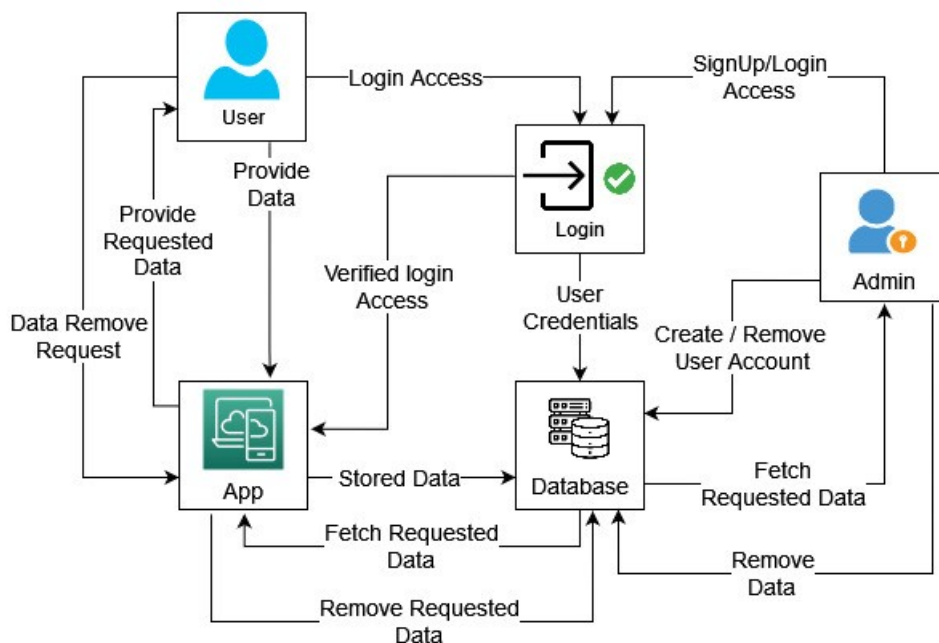 User
Login Access
SignUp/Login
Access
Provide
Data
Login
Provide
Requested
Data
Verified login
Access
Admin
User
Credentials
Data Remove
Request
Create / Remove
User Account
App
Stored Data
Database
Fetch
Requested Data
Fetch Requested
Data
Remove
Data
Remove Requested
Data